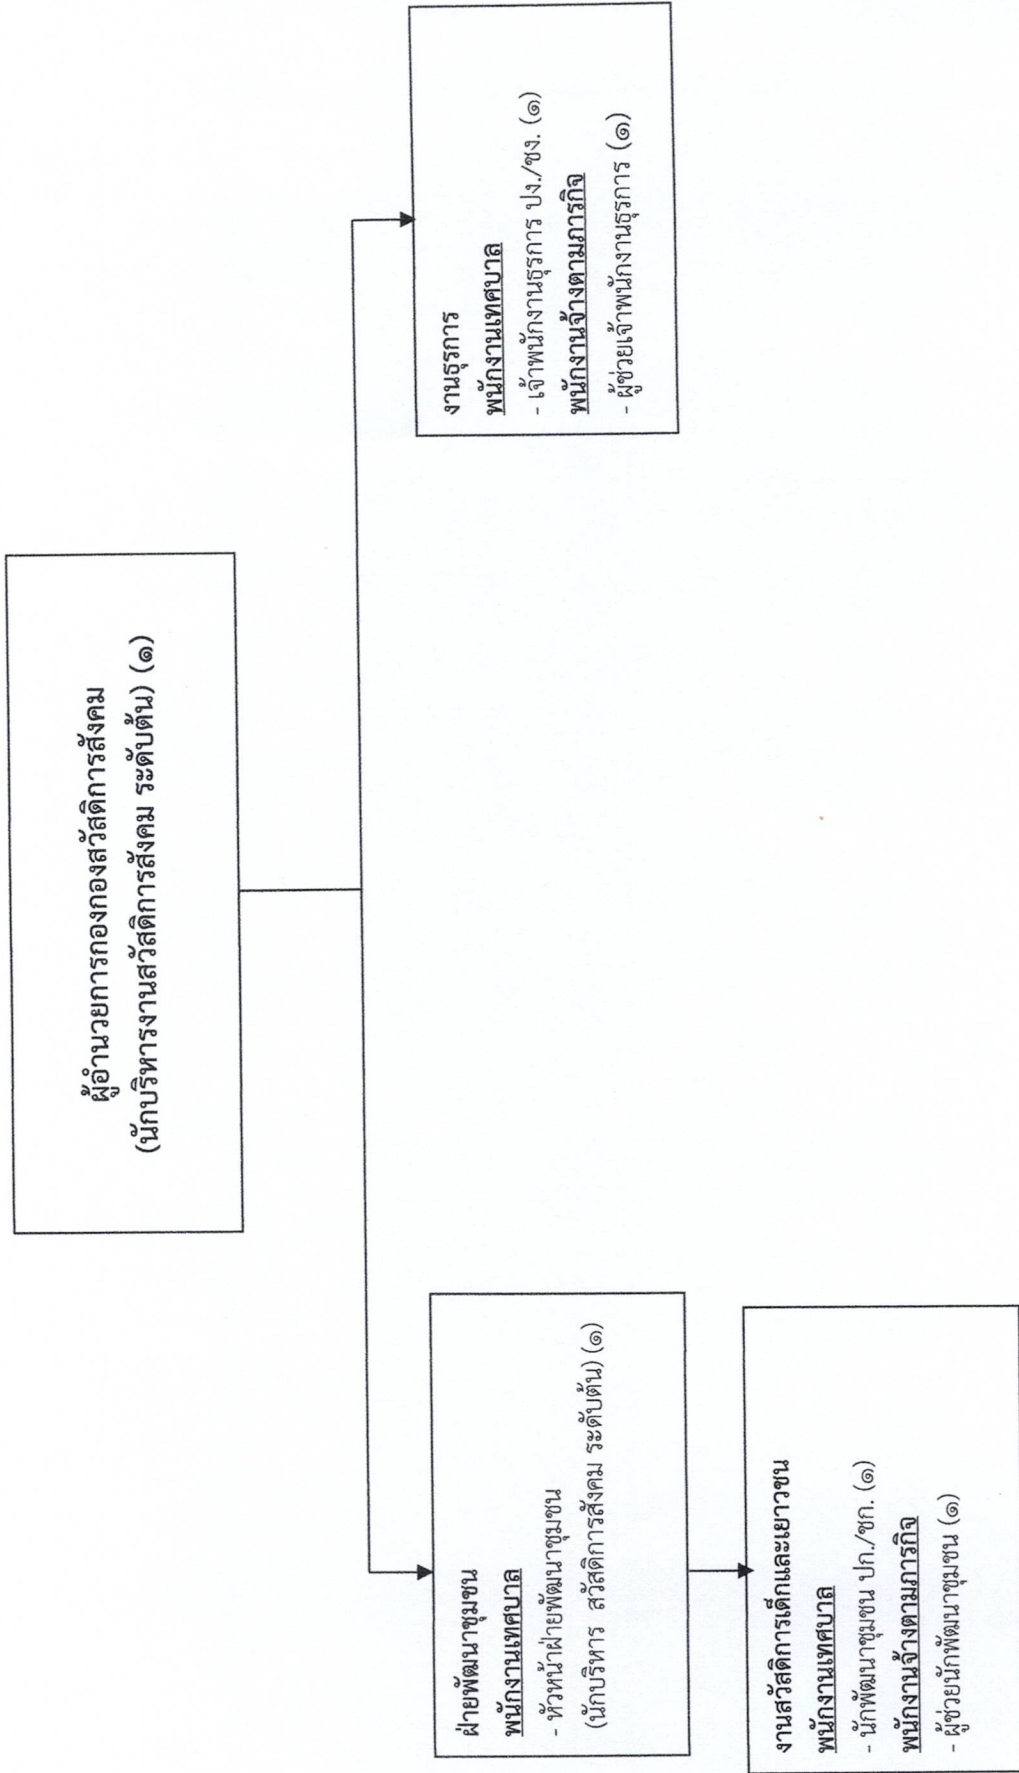 ผู้อำนวยการกองกองสวัสดิการสังคม
(นักบริหารงานสวัสดิการสังคม ระดับต้น) (๑)
ฝ่ายพัฒนาชุมชน
พนักงานเทศบาล
- หัวหน้าฝ่ายพัฒนาชุมชน
(นักบริหาร สวัสดิการสังคม ระดับต้น) (๑)
งานสวัสดิการเด็กและเยาวชน
พนักงานเทศบาล
- นักพัฒนาชุมชน ปก./ชก. (๑)
พนักงานจ้างตามภารกิจ
- ผู้ช่วยนักพัฒนาชุมชน (๑)
งานธุรการ
พนักงานเทศบาล
- เจ้าพนักงานธุรการ ปง./ชง. (๑)
พนักงานจ้างตามภารกิจ
- ผู้ช่วยเจ้าพนักงานธุรการ (๑)